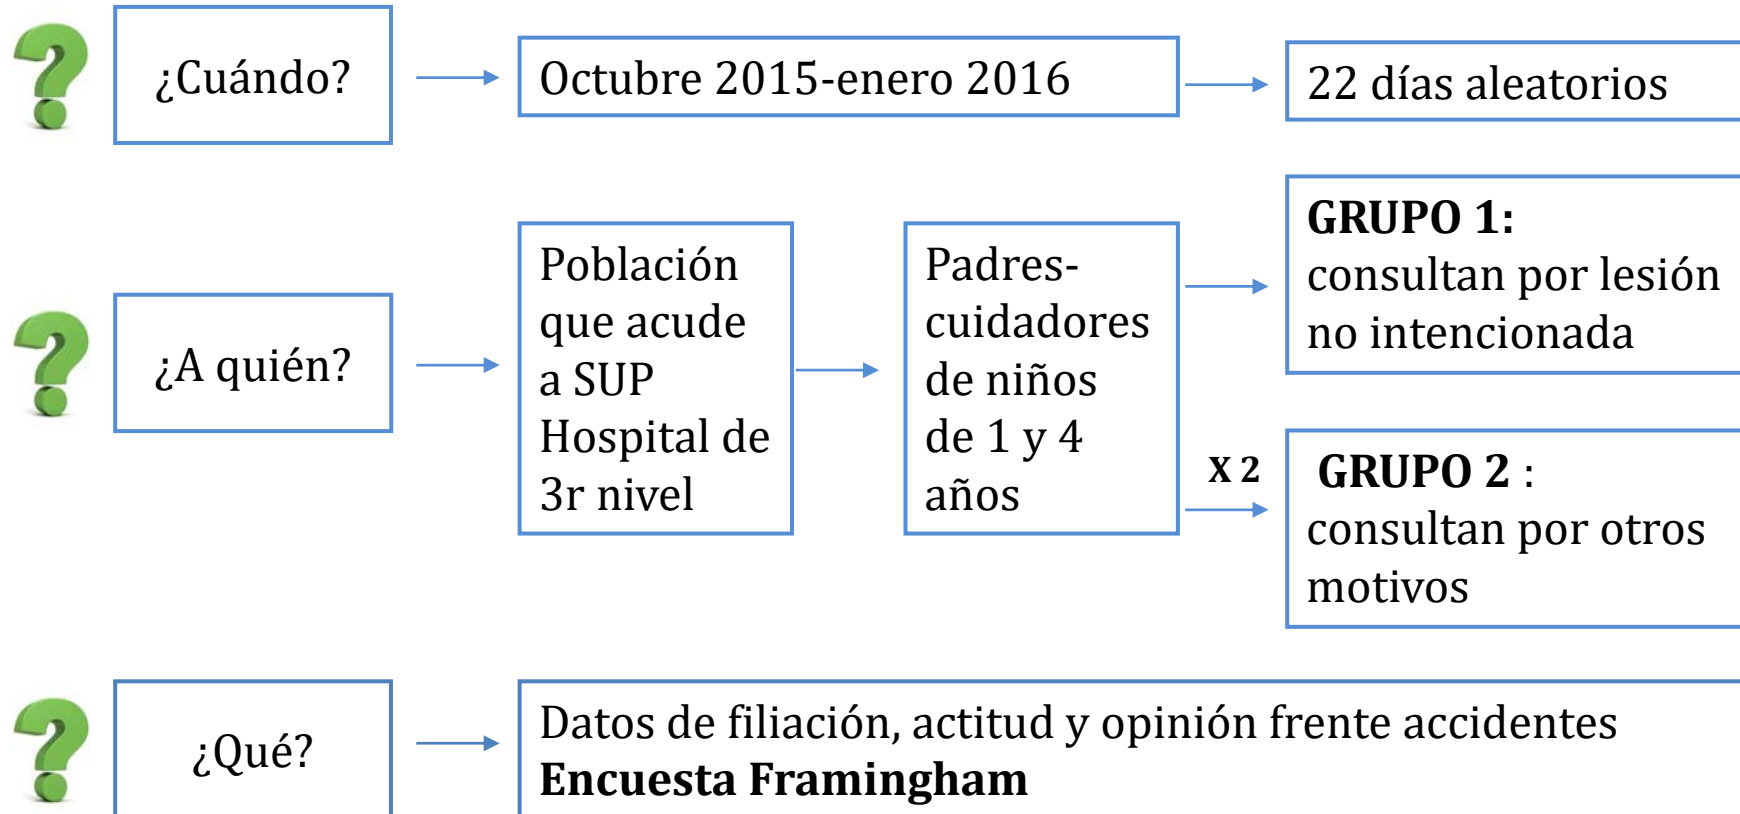 ¿Cuándo?
Octubre 2015-enero 2016
22 días aleatorios
¿A quién?
Población
que acude
a SUP
Hospital de
3r nivel
Padres-
cuidadores
de niños
de 1 y 4
años
GRUPO 1:
consultan por lesión
no intencionada
X 2
GRUPO 2 :
consultan por otros
motivos
¿Qué?
Datos de filiación, actitud y opinión frente accidentes
Encuesta Framingham